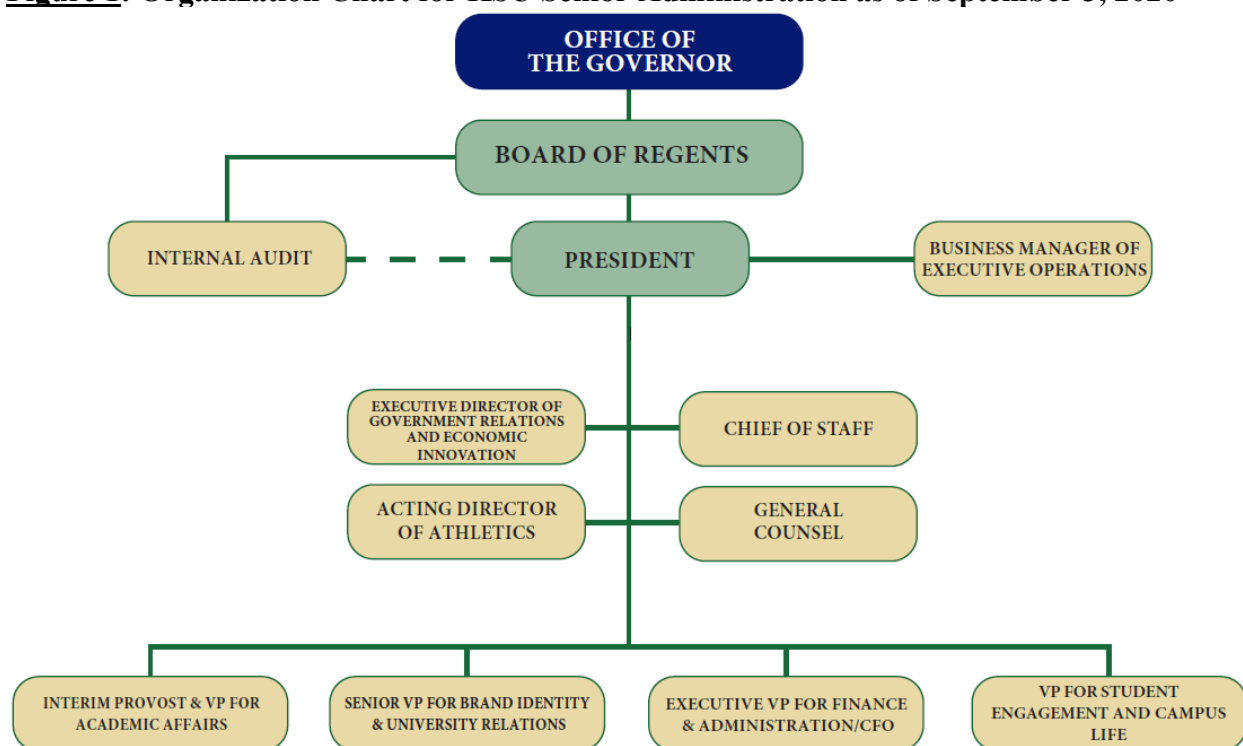 OFFICE OF
THE GOVERNOR
BOARD OF REGENTS
INTERNAL AUDIT
PRESIDENT
BUSINESS MANAGER OF
EXECUTIVE OPERATIONS
EXECUTIVE DIRECTOR OF
GOVERNMENT RELATIONS
AND ECONOMIC
INNOVATION
CHIEF OF STAFF
ACTING DIRECTOR
OF ATHLETICS
GENERAL
COUNSEL
INTERIM PROVOST & VP FOR
ACADEMIC AFFAIRS
SENIOR VP FOR BRAND IDENTITY
& UNIVERSITY RELATIONS
EXECUTIVE VP FOR FINANCE
& ADMINISTRATION/CFO
VP FOR STUDENT
ENGAGEMENT AND CAMPUS
LIFE